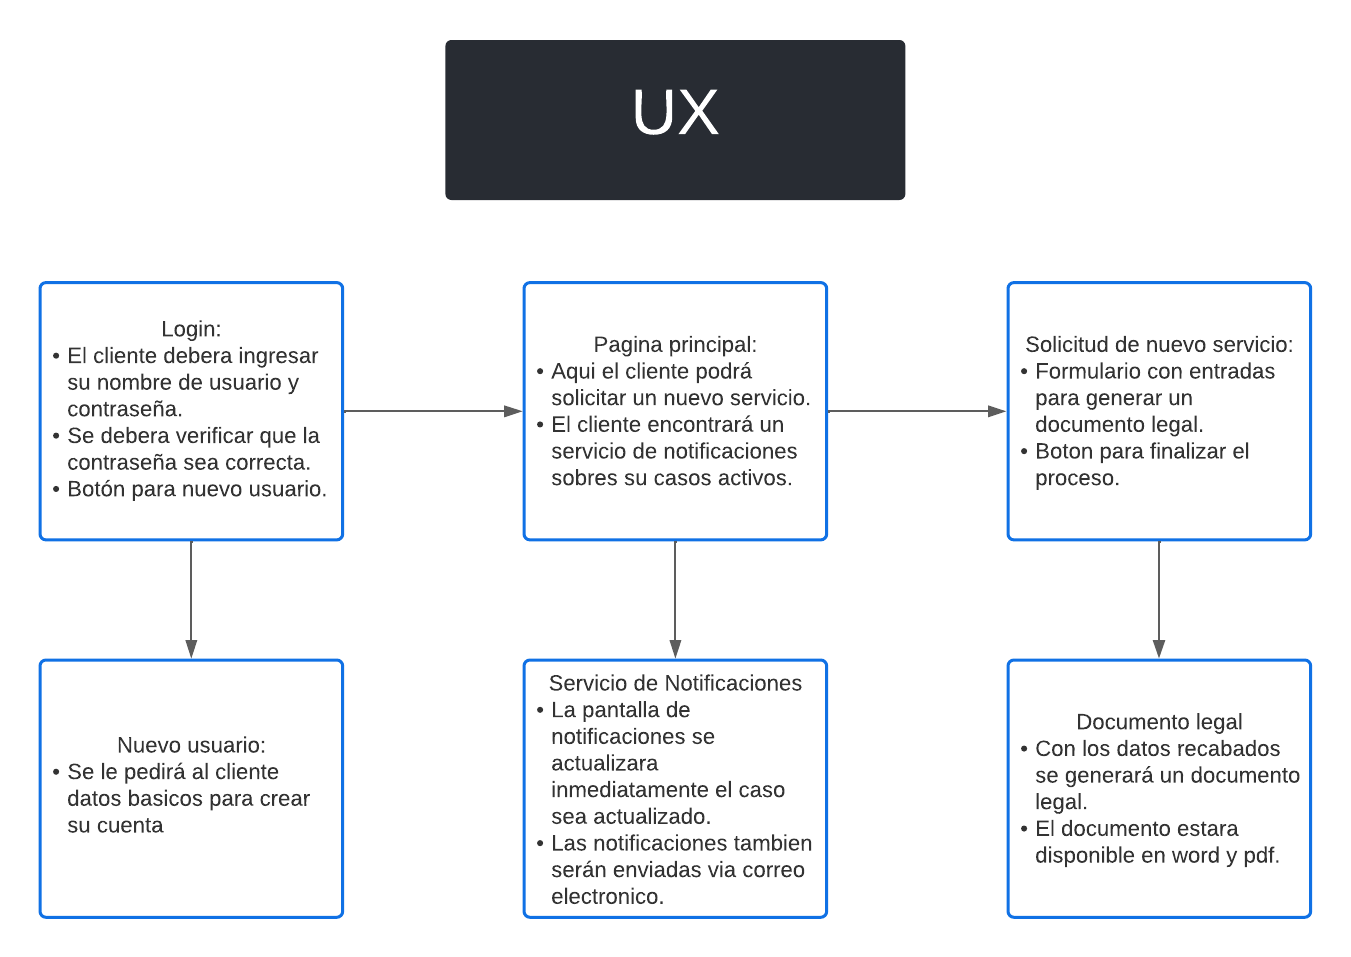 UX
Login:
• El cliente debera ingresar
su nombre de usuario y
contraseña.
• Se debera verificar que la
contraseña sea correcta.
• Botón para nuevo usuario.
Pagina principal:
• Aqui el cliente podrá
solicitar un nuevo servicio.
• El cliente encontrará un
servicio de notificaciones
sobres su casos activos.
Solicitud de nuevo servicio:
• Formulario con entradas
para generar un
documento legal.
• Boton para finalizar el
proceso.
Nuevo usuario:
• Se le pedirá al cliente
datos basicos para crear
su cuenta
Servicio de Notificaciones
• La pantalla de
notificaciones se
actualizara
inmediatamente el caso
sea actualizado.
• Las notificaciones tambien
serán enviadas via correo
electronico.
Documento legal
• Con los datos recabados
se generará un documento
legal.
• El documento estara
disponible en word y pdf.